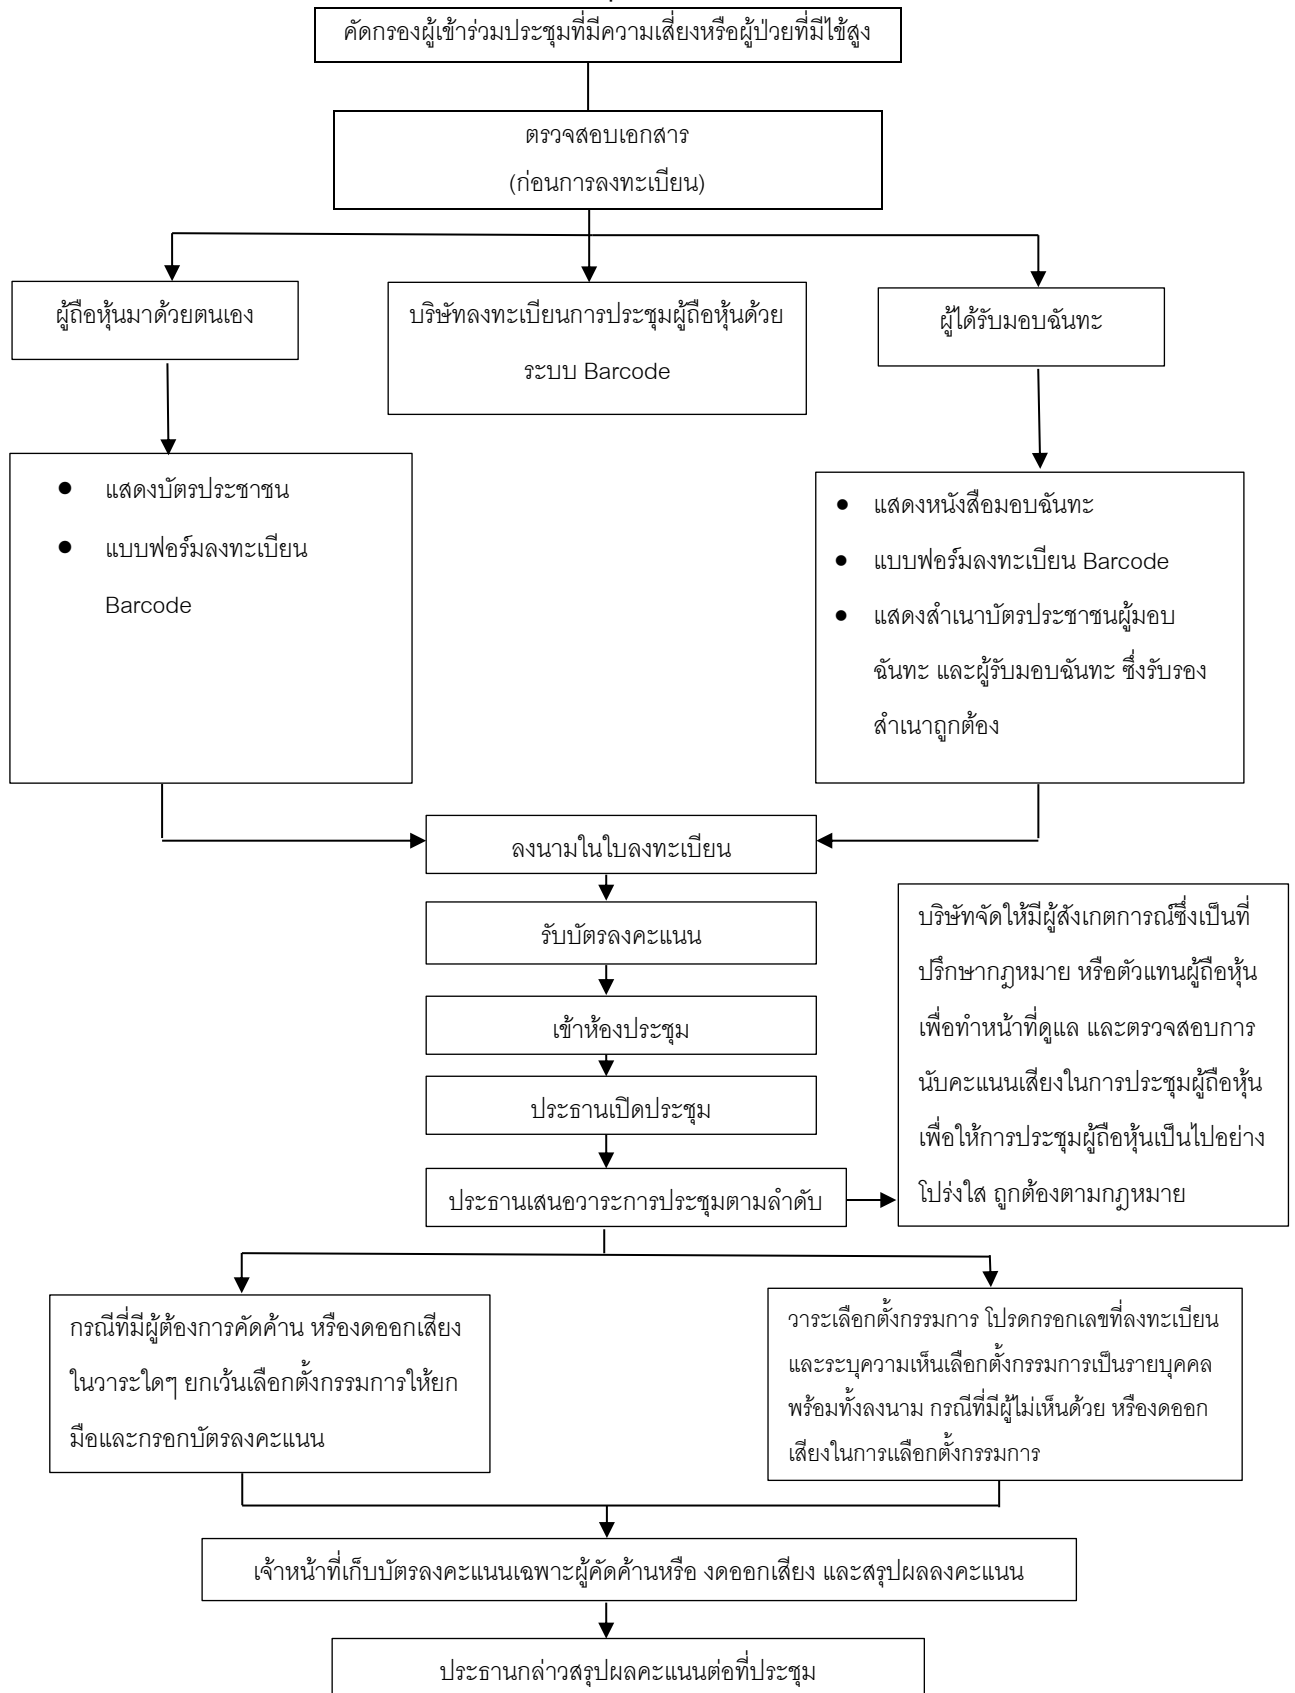 คัดกรองผู้เข้าร่วมประชุมที่มีความเสี่ยงหรือผู้ป่วยที่มีไข้สูง
ตรวจสอบเอกสาร
(ก่อนการลงทะเบียน)
ผู้ถือหุ้นมาด้วยตนเอง
บริษัทลงทะเบียนการประชุมผู้ถือหุ้นด้วย
ระบบ Barcode
ผู้ได้รับมอบฉันทะ
● แสดงบัตรประชาชน
● แบบฟอร์มลงทะเบียน
Barcode
● แสดงหนังสือมอบฉันทะ
● แบบฟอร์มลงทะเบียน Barcode
● แสดงสำเนาบัตรประชาชนผู้มอบ
ฉันทะ และผู้รับมอบฉันทะ ซึ่งรับรอง
สำเนาถูกต้อง
ลงนามในใบลงทะเบียน
รับบัตรลงคะแนน
เข้าห้องประชุม
ประธานเปิดประชุม
ประธานเสนอวาระการประชุมตามลำดับ
บริษัทจัดให้มีผู้สังเกตการณ์ซึ่งเป็นที่
ปรึกษากฎหมาย หรือตัวแทนผู้ถือหุ้น
เพื่อทำหน้าที่ดูแล และตรวจสอบการ
นับคะแนนเสียงในการประชุมผู้ถือหุ้น
เพื่อให้การประชุมผู้ถือหุ้นเป็นไปอย่าง
โปร่งใส ถูกต้องตามกฎหมาย
กรณีที่มีผู้ต้องการคัดค้าน หรืองดออกเสียง
ในวาระใดๆ ยกเว้นเลือกตั้งกรรมการให้ยก
มือและกรอกบัตรลงคะแนน
วาระเลือกตั้งกรรมการ โปรดกรอกเลขที่ลงทะเบียน
และระบุความเห็นเลือกตั้งกรรมการเป็นรายบุคคล
พร้อมทั้งลงนาม กรณีที่มีผู้ไม่เห็นด้วย หรืองดออก
เสียงในการแลือกตั้งกรรมการ
เจ้าหน้าที่เก็บบัตรลงคะแนนเฉพาะผู้คัดค้านหรือ งดออกเสียง และสรุปผลลงคะแนน
ประธานกล่าวสรุปผลคะแนนต่อที่ประชุม